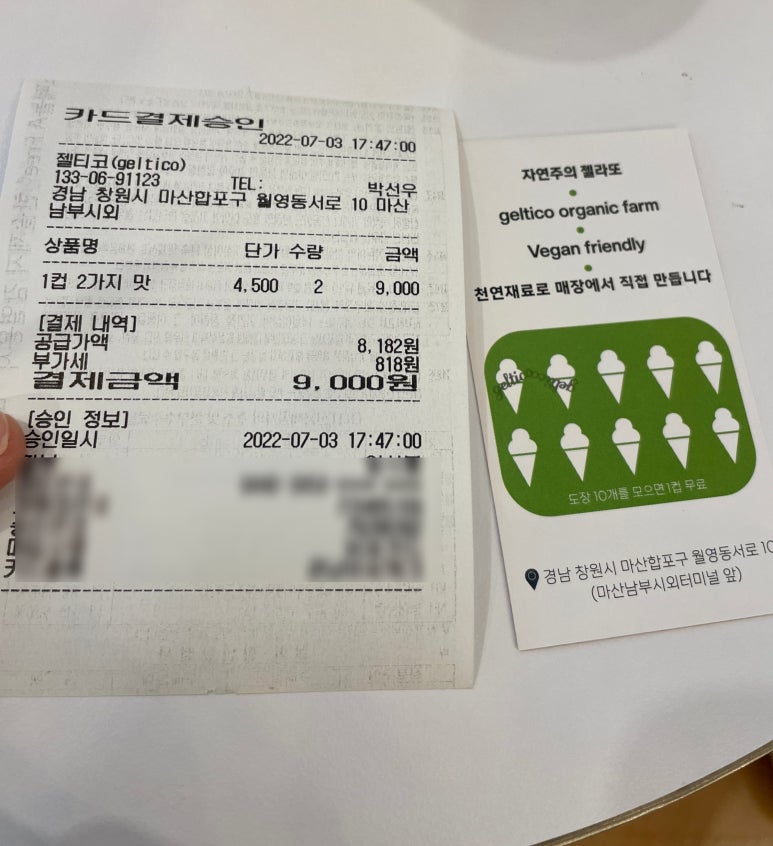 카드결제승인
2022-07-03 17:47:00
젤티코(geltico)
133-06-91123 TEL: 박선우
경남 창원시 마산합포구 월영동서로 10 마산
남부시외
상품명 단가 수량 금액
1컵 2가지 맛 4,500 2 9,000
[결제 내역]
공급가액 8,182원
부가세 818원
결제금액 9,000원
[승인 정보]
승인일시 2022-07-03 17:47:00
자연주의 젤라또
geltico organic farm
Vegan friendly
천연재료로 매장에서 직접 만듭니다
geltico geltico
도장 10개를 모으면 1컵 무료
경남 창원시 마산합포구 월영동서로 10
(마산남부시외터미널 앞)